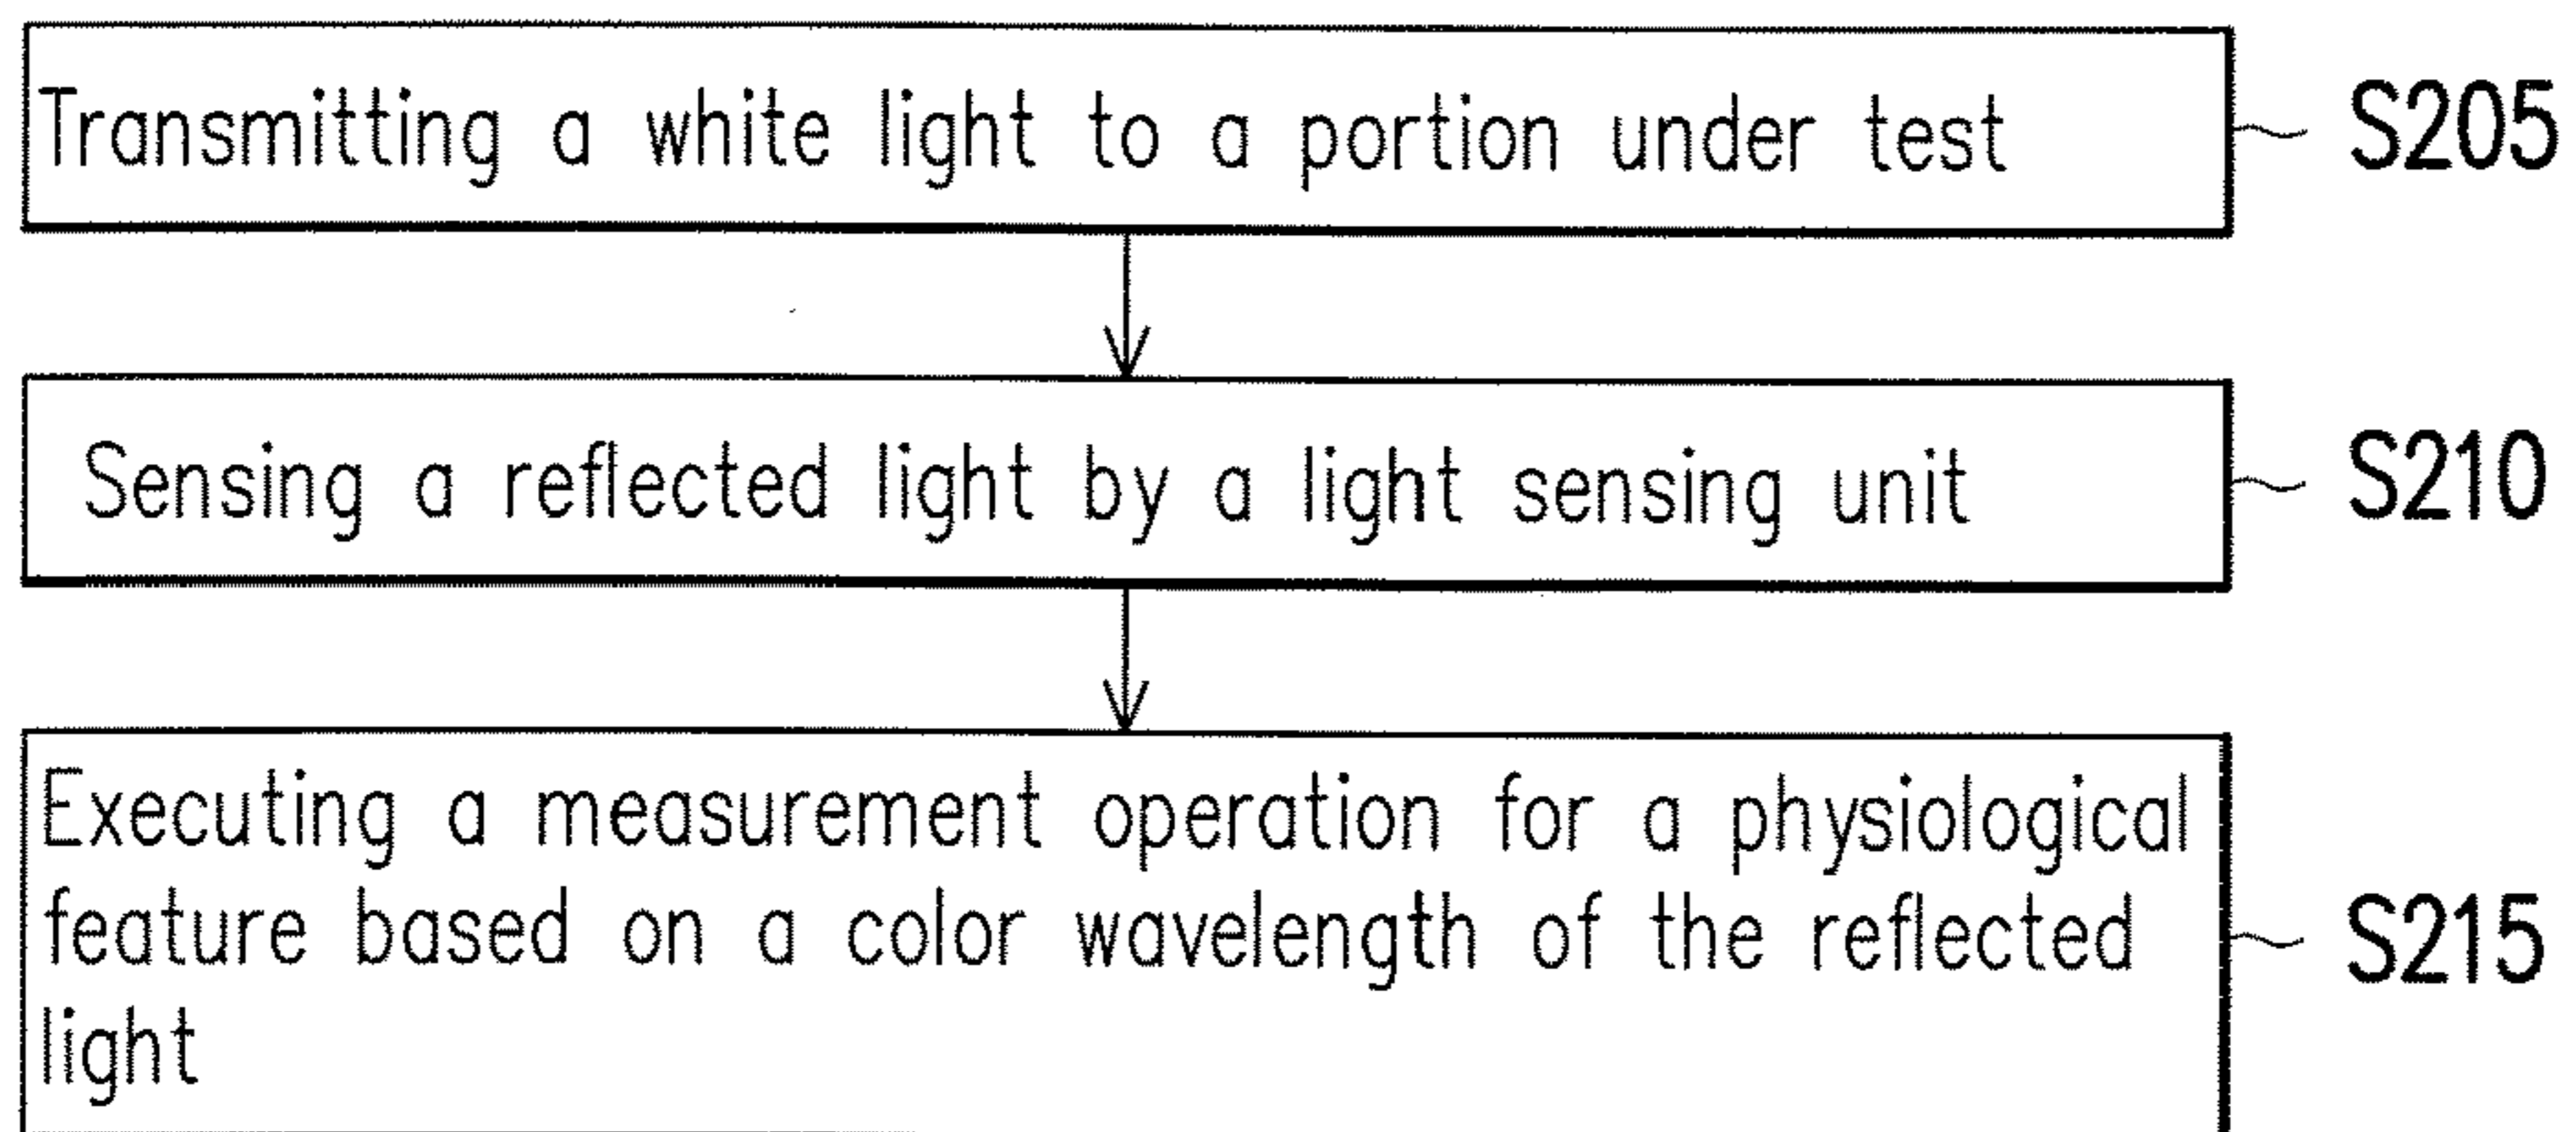 Transmitting a white light to a portion under test
S205
Sensing a reflected light by a light sensing unit
S210
Executing a measurement operation for a physiological
feature based on a color wavelength of the reflected
light
S215